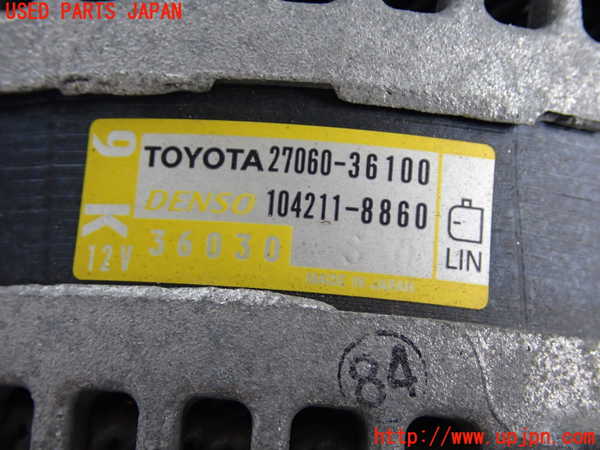 USED PARTS JAPAN
9 K
12V
TOYOTA 27060-36100
DENSO 104211-8860
36030
MADE IN JAPAN
LIN
84
http://www.upjpn.com/